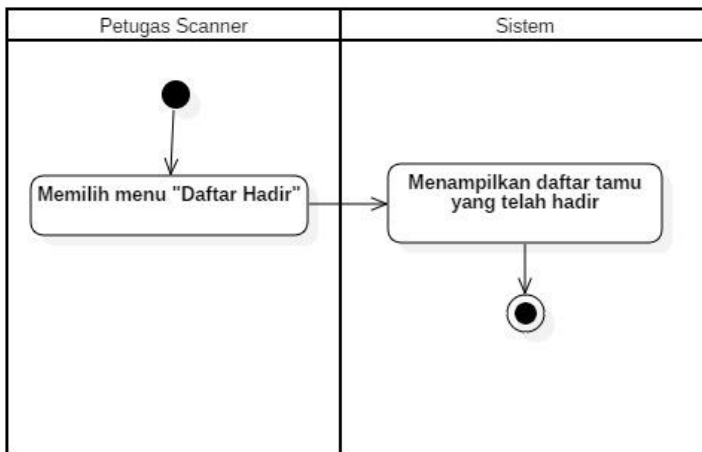 Petugas Scanner
Sistem
Memilih menu "Daftar Hadir"
Menampilkan daftar tamu
yang telah hadir